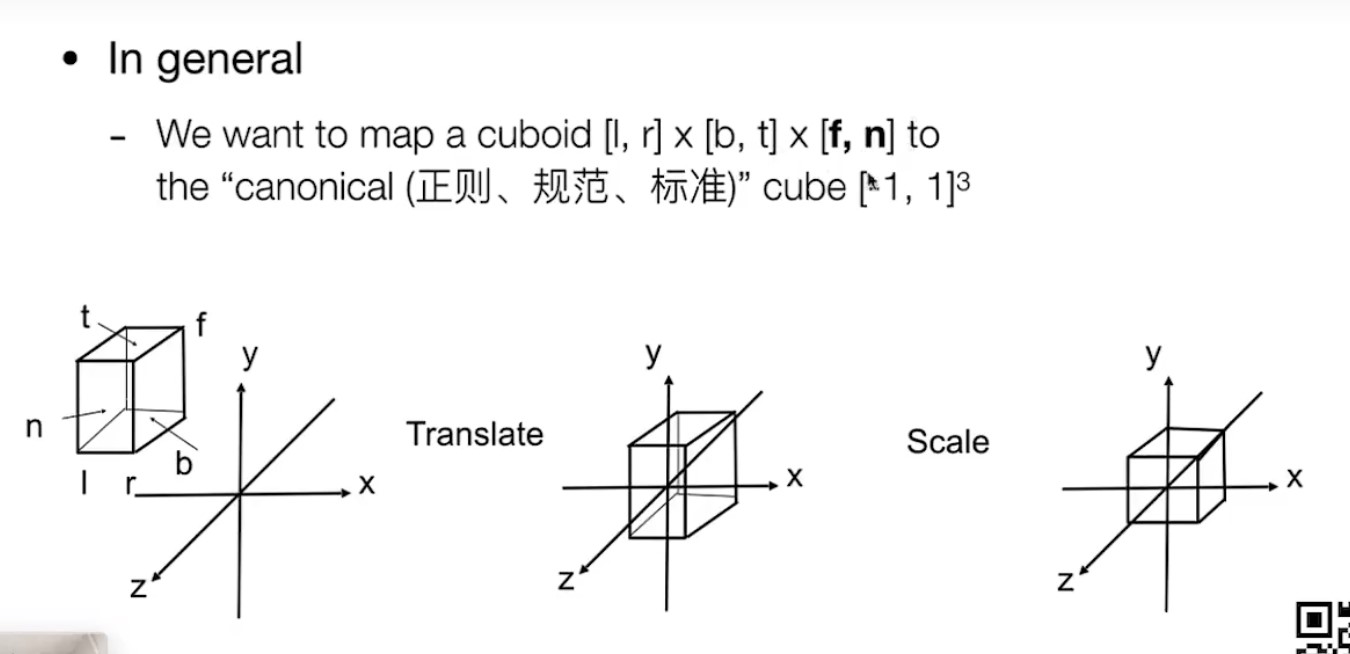 • In general
- We want to map a cuboid [l, r] x [b, t] x [f, n] to
the “canonical (正则、规范、标准)” cube [-1, 1]³
t
f
n
l
r
b
y
x
z
Translate
y
x
z
Scale
y
x
z